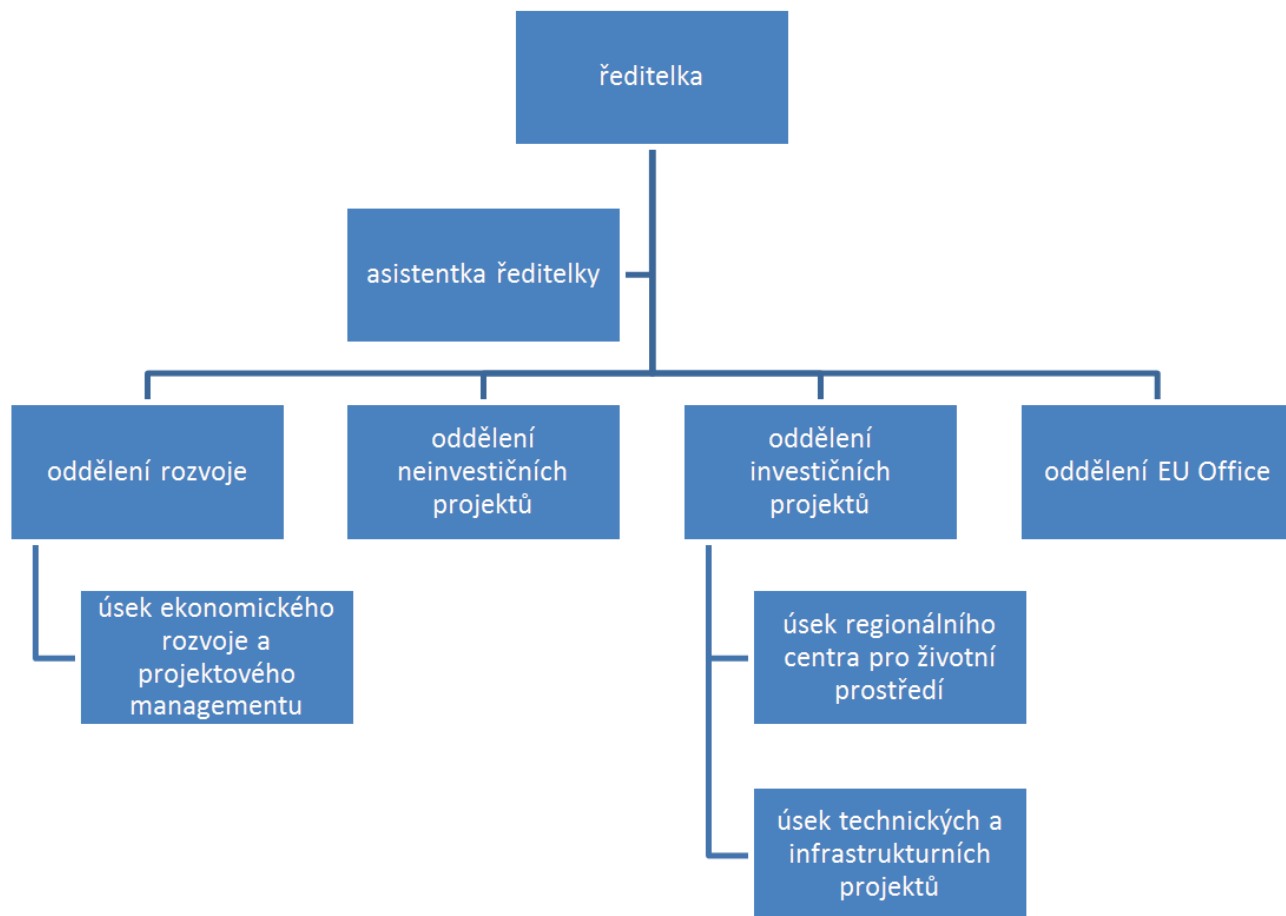 ředitelka
asistentka ředitelky
oddělení rozvoje
oddělení
neinvestičních
projektů
oddělení
investičních
projektů
oddělení EU Office
úsek ekonomického
rozvoje a
projektového
managementu
úsek regionálního
centra pro životní
prostředí
úsek technických a
infrastrukturních
projektů